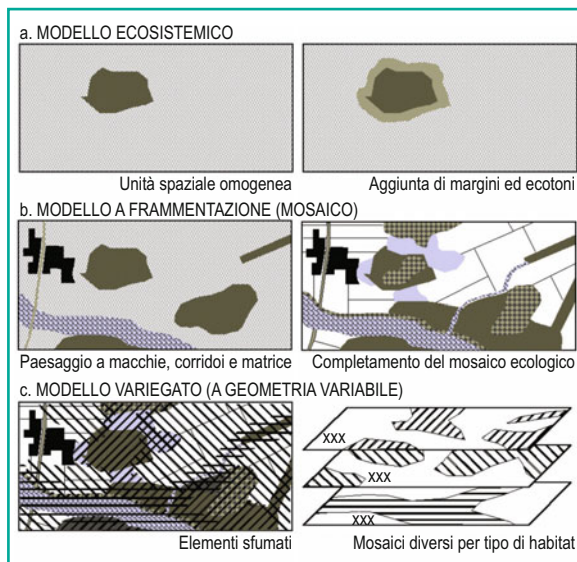 a. MODELLO ECOSISTEMICO
Unità spaziale omogenea
Aggiunta di margini ed ecotoni
b. MODELLO A FRAMMENTAZIONE (MOSAICO)
Paesaggio a macchie, corridoi e matrice
Completamento del mosaico ecologico
c. MODELLO VARIEGATO (A GEOMETRIA VARIABILE)
xxx
xxx
xxx
Elementi sfumati
Mosaici diversi per tipo di habitat